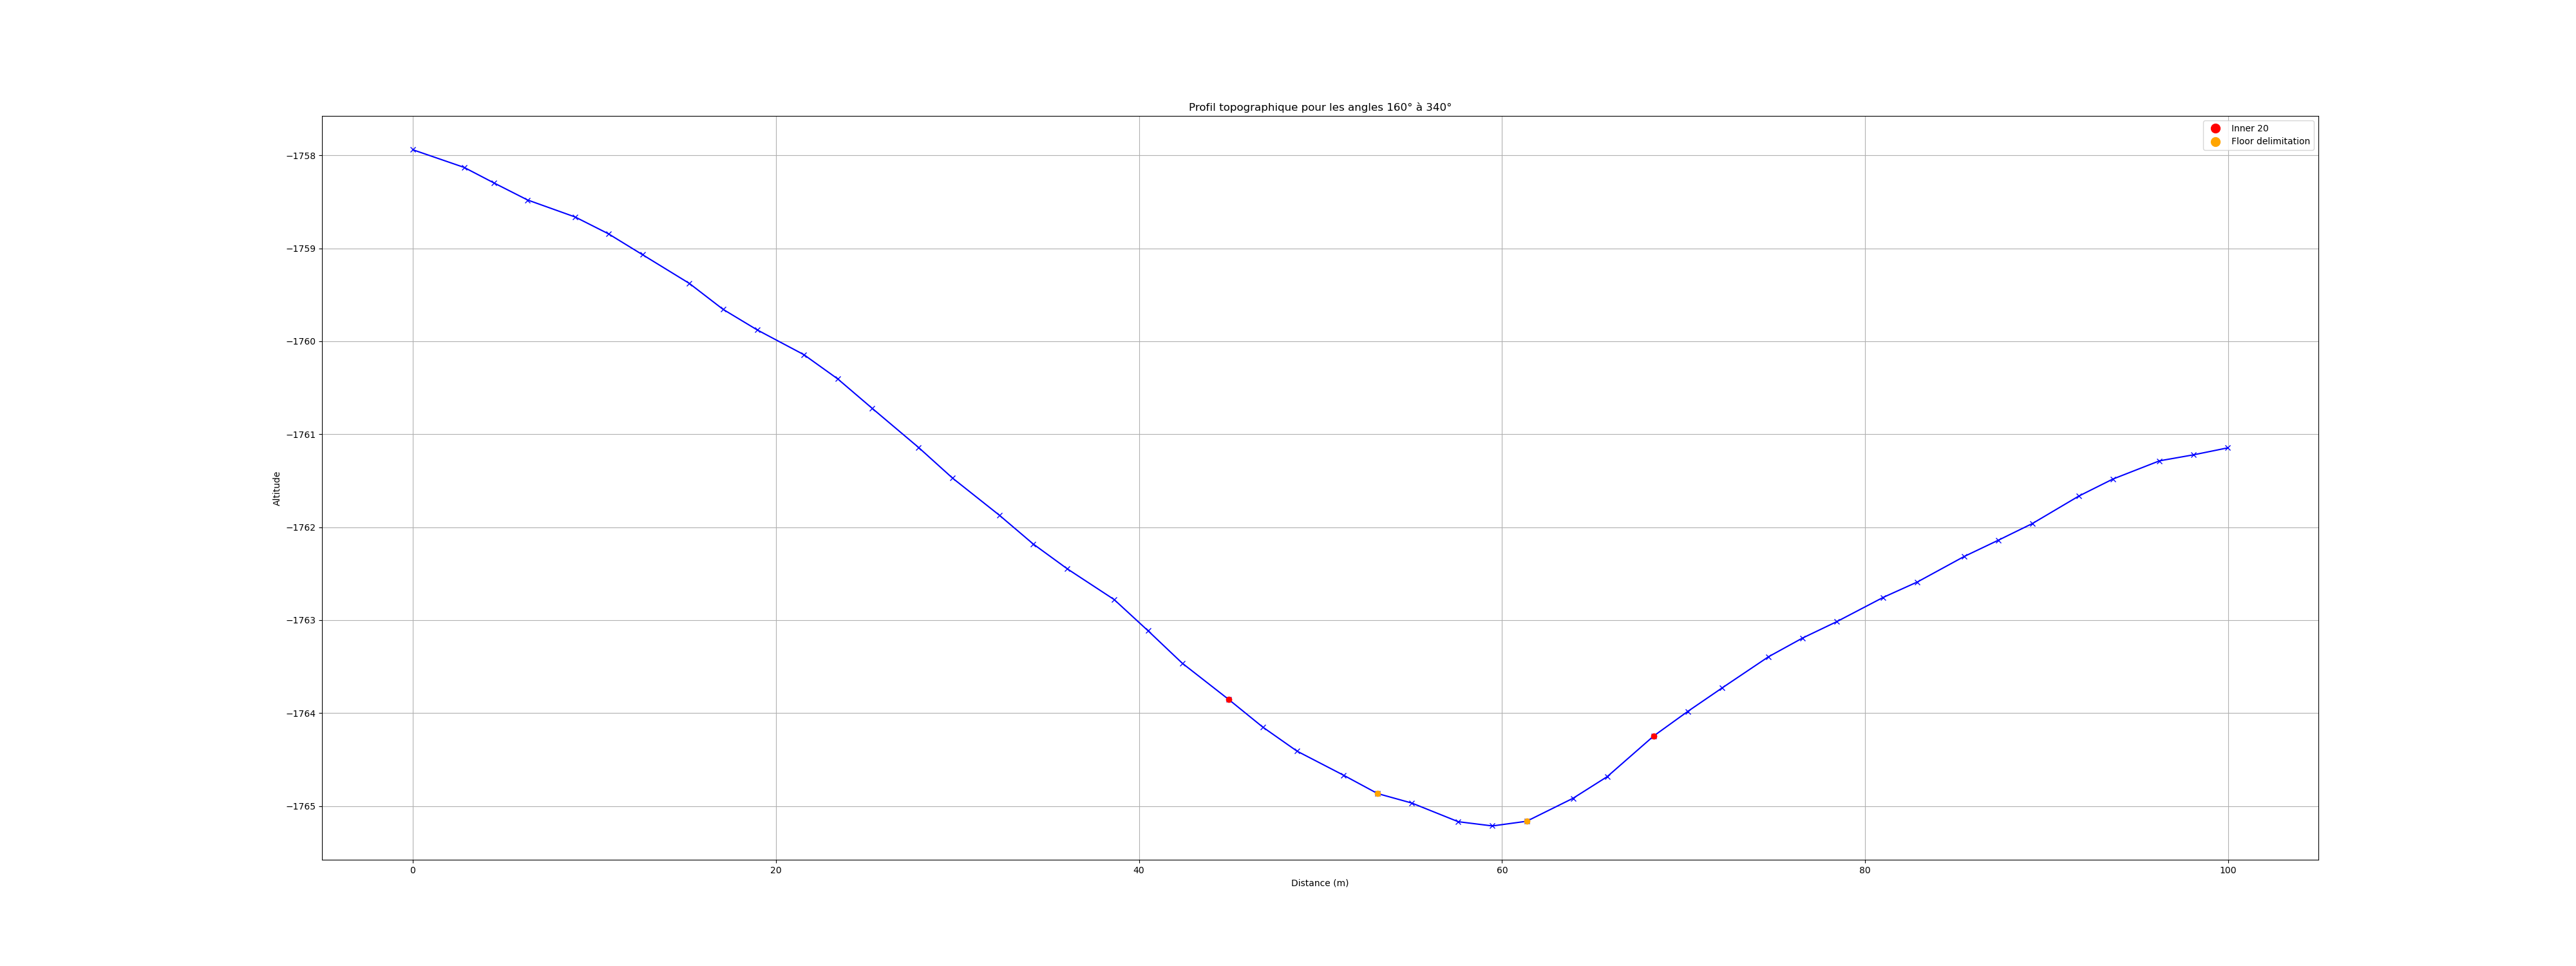 Profil topographique pour les angles 160° à 340°
Inner 20
Floor delimitation
−1758
−1759
−1760
−1761
−1762
−1763
−1764
−1765
Altitude
0 20 40 60 80 100
Distance (m)